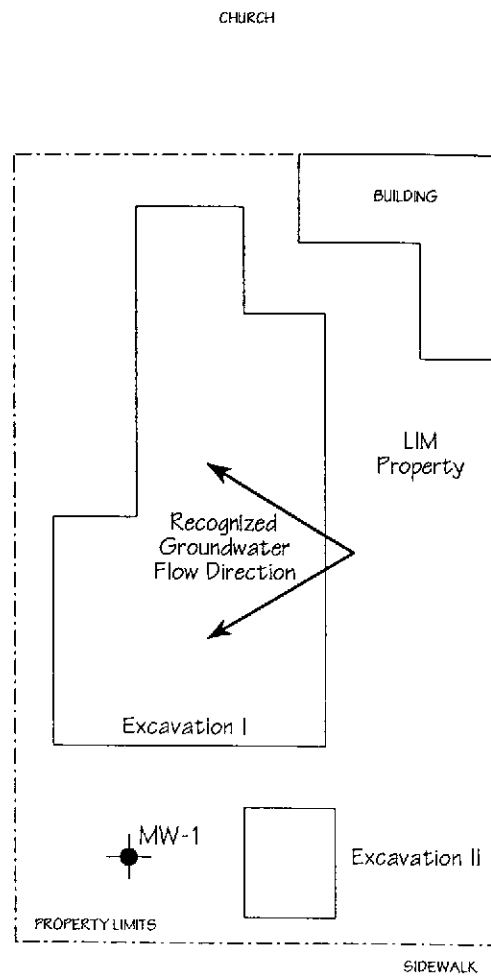 CHURCH
BUILDING
LIM
Property
Recognized
Groundwater
Flow Direction
Excavation I
MW-1
Excavation Ii
PROPERTY LIMITS
SIDEWALK